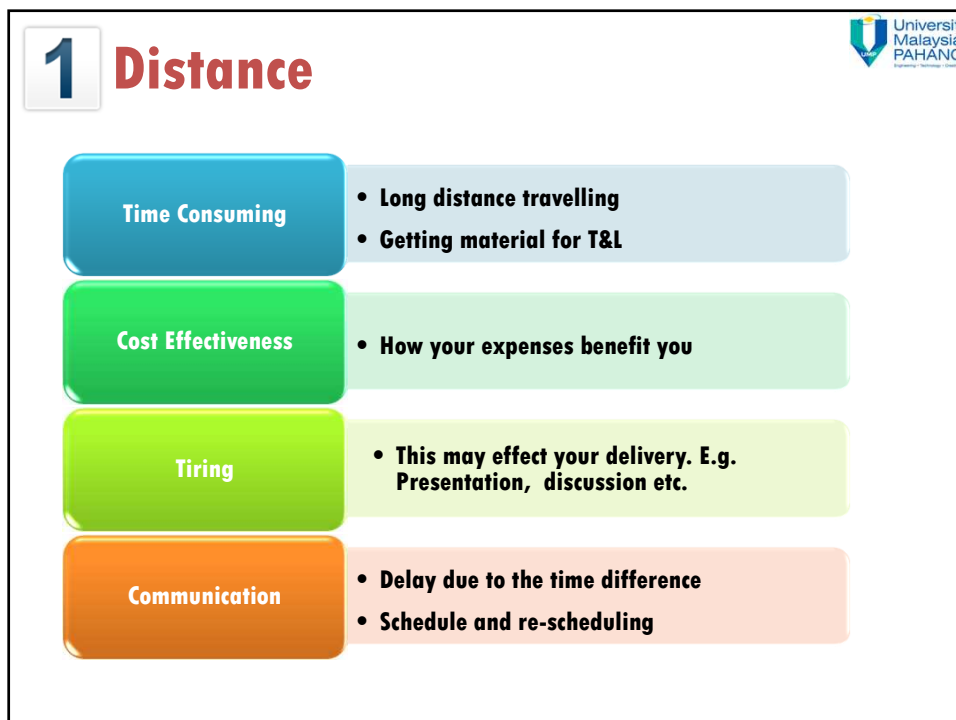 1 Distance
Universit
Malaysia
PAHANG
UMP
Time Consuming
• Long distance travelling
• Getting material for T&L
Cost Effectiveness
• How your expenses benefit you
Tiring
• This may effect your delivery. E.g.
Presentation, discussion etc.
Communication
• Delay due to the time difference
• Schedule and re-scheduling